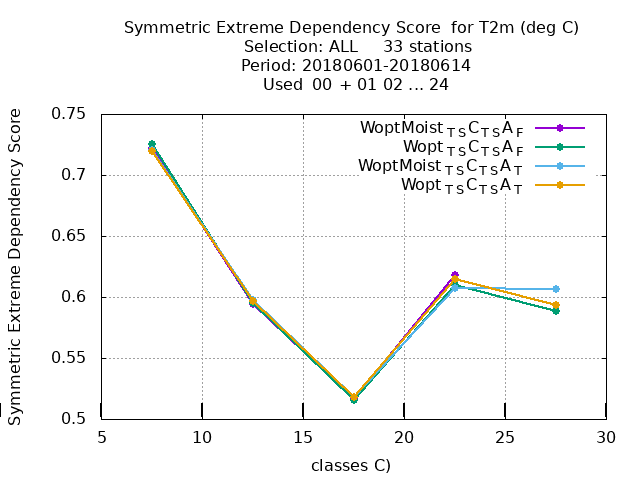 Symmetric Extreme Dependency Score for T2m (deg C)
Selection: ALL 33 stations
Period: 20180601-20180614
Used 00 + 01 02 ... 24
WoptMoist TS C TS A F
Wopt TS C TS A F
WoptMoist TS C TS A T
Wopt TS C TS A T
Symmetric Extreme Dependency Score
0.75
0.7
0.65
0.6
0.55
0.5
5 10 15 20 25 30
classes C)